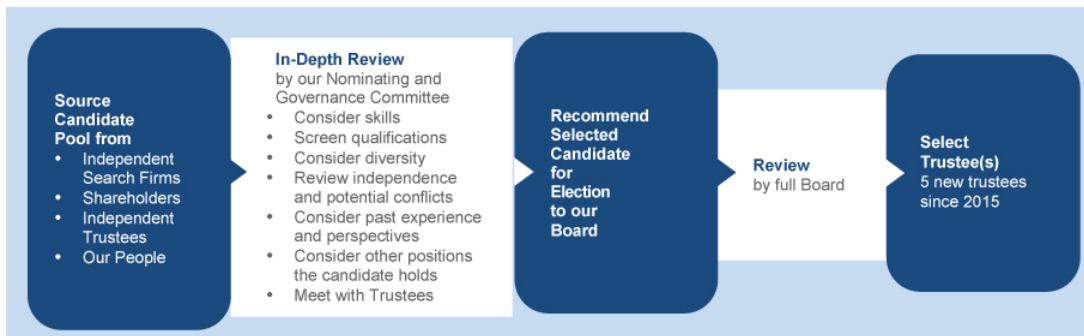 Source
Candidate
Pool from
• Independent
Search Firms
• Shareholders
• Independent
Trustees
• Our People
In-Depth Review
by our Nominating and
Governance Committee
• Consider skills
• Screen qualifications
• Consider diversity
• Review independence
and potential conflicts
• Consider past experience
and perspectives
• Consider other positions
the candidate holds
• Meet with Trustees
Recommend
Selected
Candidate
for
Election
to our
Board
Review
by full Board
Select
Trustee(s)
5 new trustees
since 2015